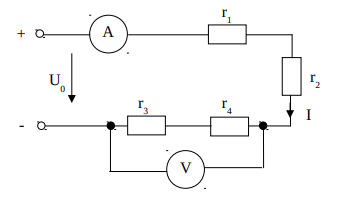 + A r₁
U₀ r₂
I
- r₃ r₄
V